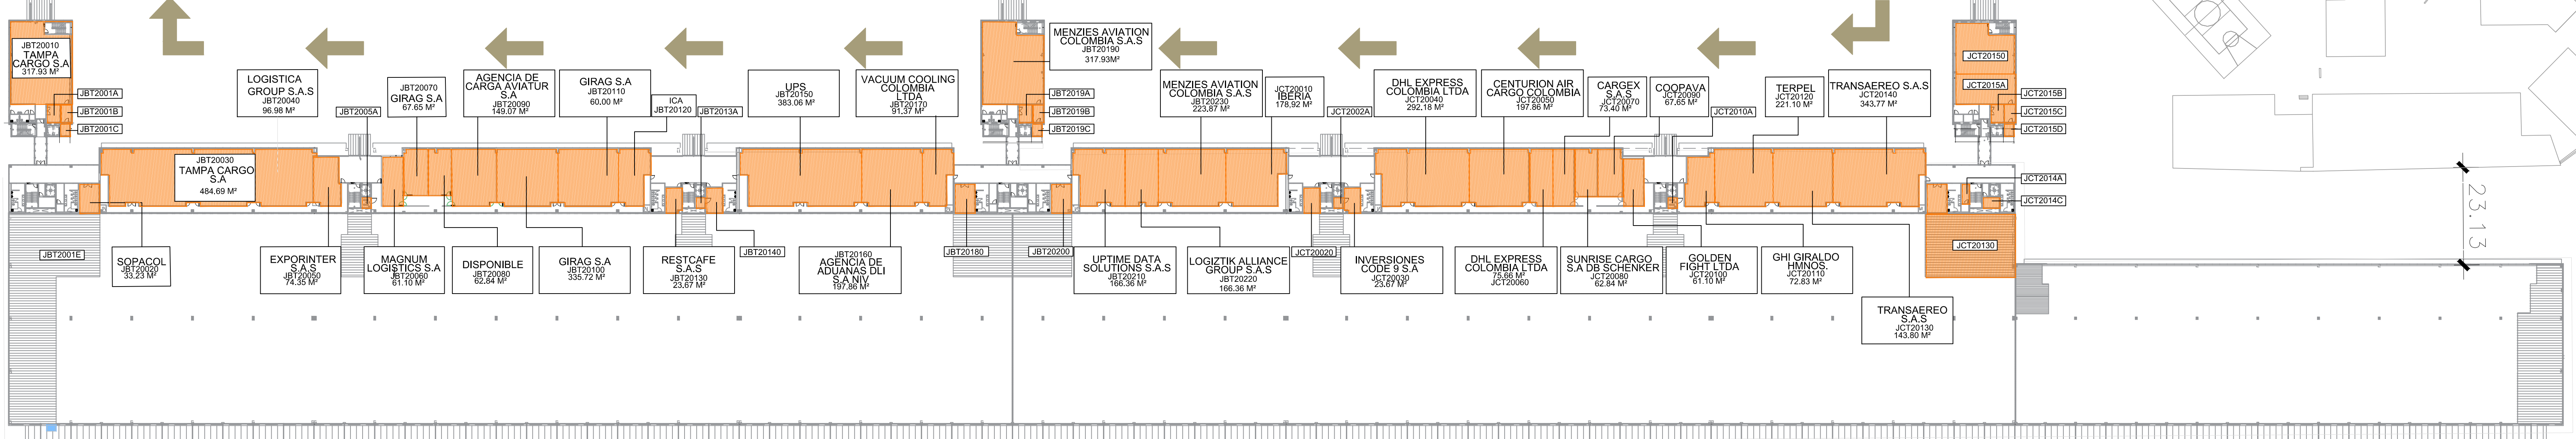 JBT20010
TAMPA
CARGO S.A
317.93 M²
JBT2001A
JBT2001B
JBT2001C
LOGISTICA
GROUP S.A.S
JBT20040
96.98 M²
JBT2005A
JBT20070
GIRAG S.A
67.65 M²
AGENCIA DE
CARGA AVIATUR
S.A
JBT20090
149.07 M²
GIRAG S.A
JBT20110
60,00 M²
ICA
JBT20120
JBT2013A
UPS
JBT20150
383.06 M²
VACUUM COOLING
COLOMBIA
LTDA
JBT20170
91,37 M²
MENZIES AVIATION
COLOMBIA S.A.S
JBT20190
317.93M²
JBT2019A
JBT2019B
JBT2019C
MENZIES AVIATION
COLOMBIA S.A.S
JBT20230
223,87 M²
JCT20010
IBERIA
178,92 M²
JCT2002A
DHL EXPRESS
COLOMBIA LTDA
JCT20040
292,18 M²
CENTURION AIR
CARGO COLOMBIA
JCT20050
197.86 M²
CARGEX
S.A.S
JCT20070
73.40 M²
COOPAVA
JCT20090
67,65 M²
JCT2010A
TERPEL
JCT20120
221.10 M²
TRANSAEREO S.A.S
JCT20140
343.77 M²
JCT20150
JCT2015A
JCT2015B
JCT2015C
JCT2015D
JBT20030
TAMPA CARGO
S.A
484,69 M²
JCT2014A
JCT2014C
23.13
JBT2001E
SOPACOL
JBT20020
33.23 M²
EXPORINTER
S.A.S
JBT20050
74.35 M²
MAGNUM
LOGISTICS S.A
JBT20060
61.10 M²
DISPONIBLE
JBT20080
62.84 M²
GIRAG S.A
JBT20100
335.72 M²
RESTCAFE
S.A.S
JBT20130
23.67 M²
JBT20140
JBT20160
AGENCIA DE
ADUANAS DLI
S.A NIV
197.86 M²
JBT20180
JBT20200
UPTIME DATA
SOLUTIONS S.A.S
JBT20210
166.36 M²
LOGIZTIK ALLIANCE
GROUP S.A.S
JBT20220
166.36 M²
JCT20020
INVERSIONES
CODE 9 S.A
JCT20030
23.67 M²
DHL EXPRESS
COLOMBIA LTDA
75.66 M²
JCT20060
SUNRISE CARGO
S.A DB SCHENKER
JCT20080
62.84 M²
GOLDEN
FIGHT LTDA
JCT20100
61.10 M²
GHI GIRALDO
HMNOS.
JCT20110
72.83 M²
JCT20130
TRANSAEREO
S.A.S
JCT20130
143.80 M²